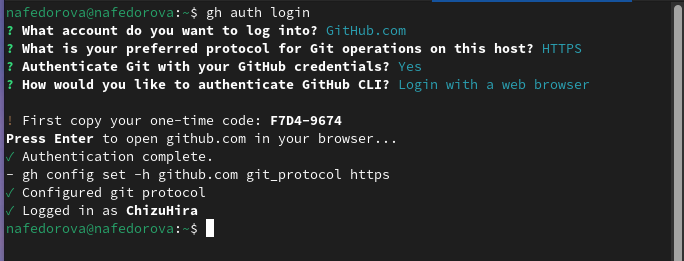 nafedorova@nafedorova:~$ gh auth login
? What account do you want to log into? GitHub.com
? What is your preferred protocol for Git operations on this host? HTTPS
? Authenticate Git with your GitHub credentials? Yes
? How would you like to authenticate GitHub CLI? Login with a web browser
! First copy your one-time code: F7D4-9674
Press Enter to open github.com in your browser...
✓ Authentication complete.
- gh config set -h github.com git_protocol https
✓ Configured git protocol
✓ Logged in as ChizuHira
nafedorova@nafedorova:~$